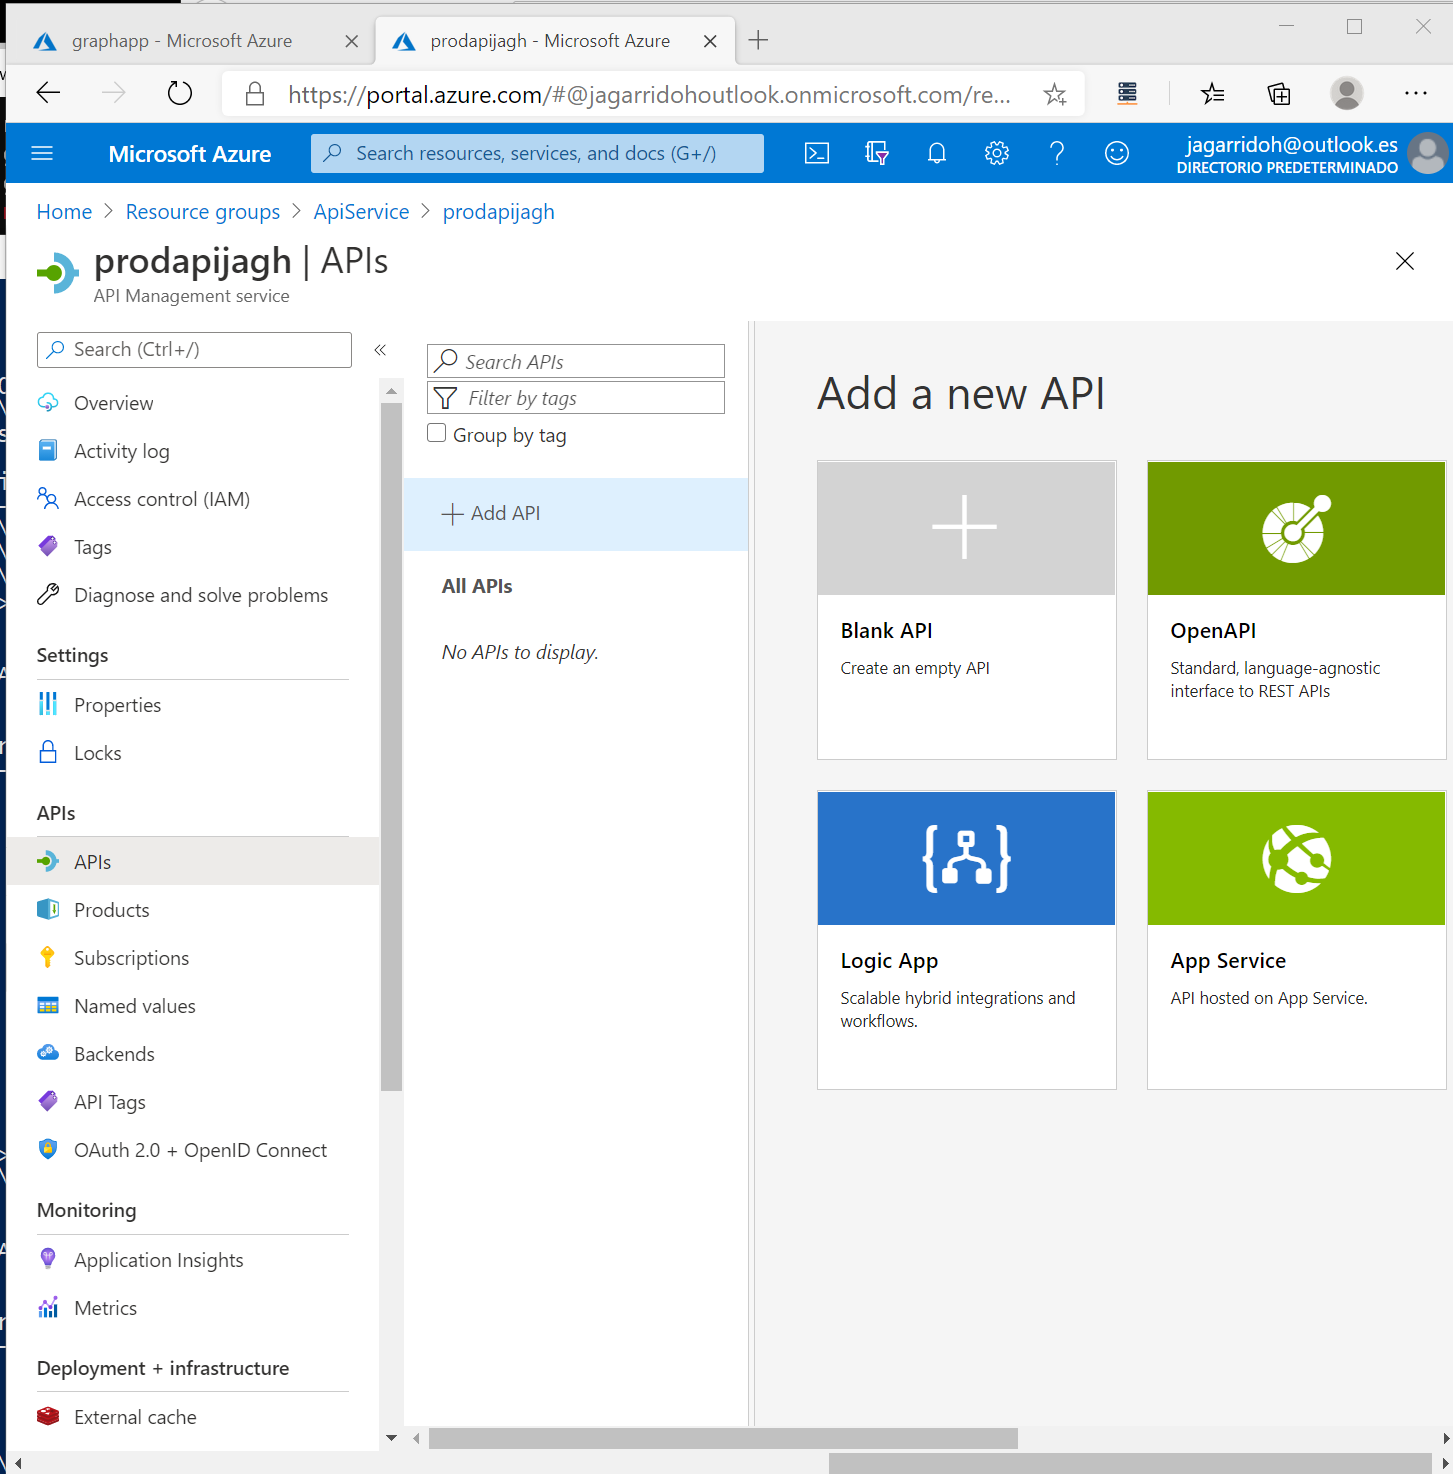 graphapp - Microsoft Azure
prodapijagh - Microsoft Azure
https://portal.azure.com/#@jagarridohoutlook.onmicrosoft.com/re...
Microsoft Azure
Search resources, services, and docs (G+/)
jagarridoh@outlook.es
DIRECTORIO PREDETERMINADO
Home > Resource groups > ApiService > prodapijagh
prodapijagh | APIs
API Management service
Search (Ctrl+/)
«
Overview
Activity log
Access control (IAM)
Tags
Diagnose and solve problems
Settings
Properties
Locks
APIs
APIs
Products
Subscriptions
Named values
Backends
API Tags
OAuth 2.0 + OpenID Connect
Monitoring
Application Insights
Metrics
Deployment + infrastructure
External cache
Search APIs
Filter by tags
Group by tag
Add API
All APIs
No APIs to display.
Add a new API
Blank API
Create an empty API
OpenAPI
Standard, language-agnostic
interface to REST APIs
Logic App
Scalable hybrid integrations and
workflows.
App Service
API hosted on App Service.